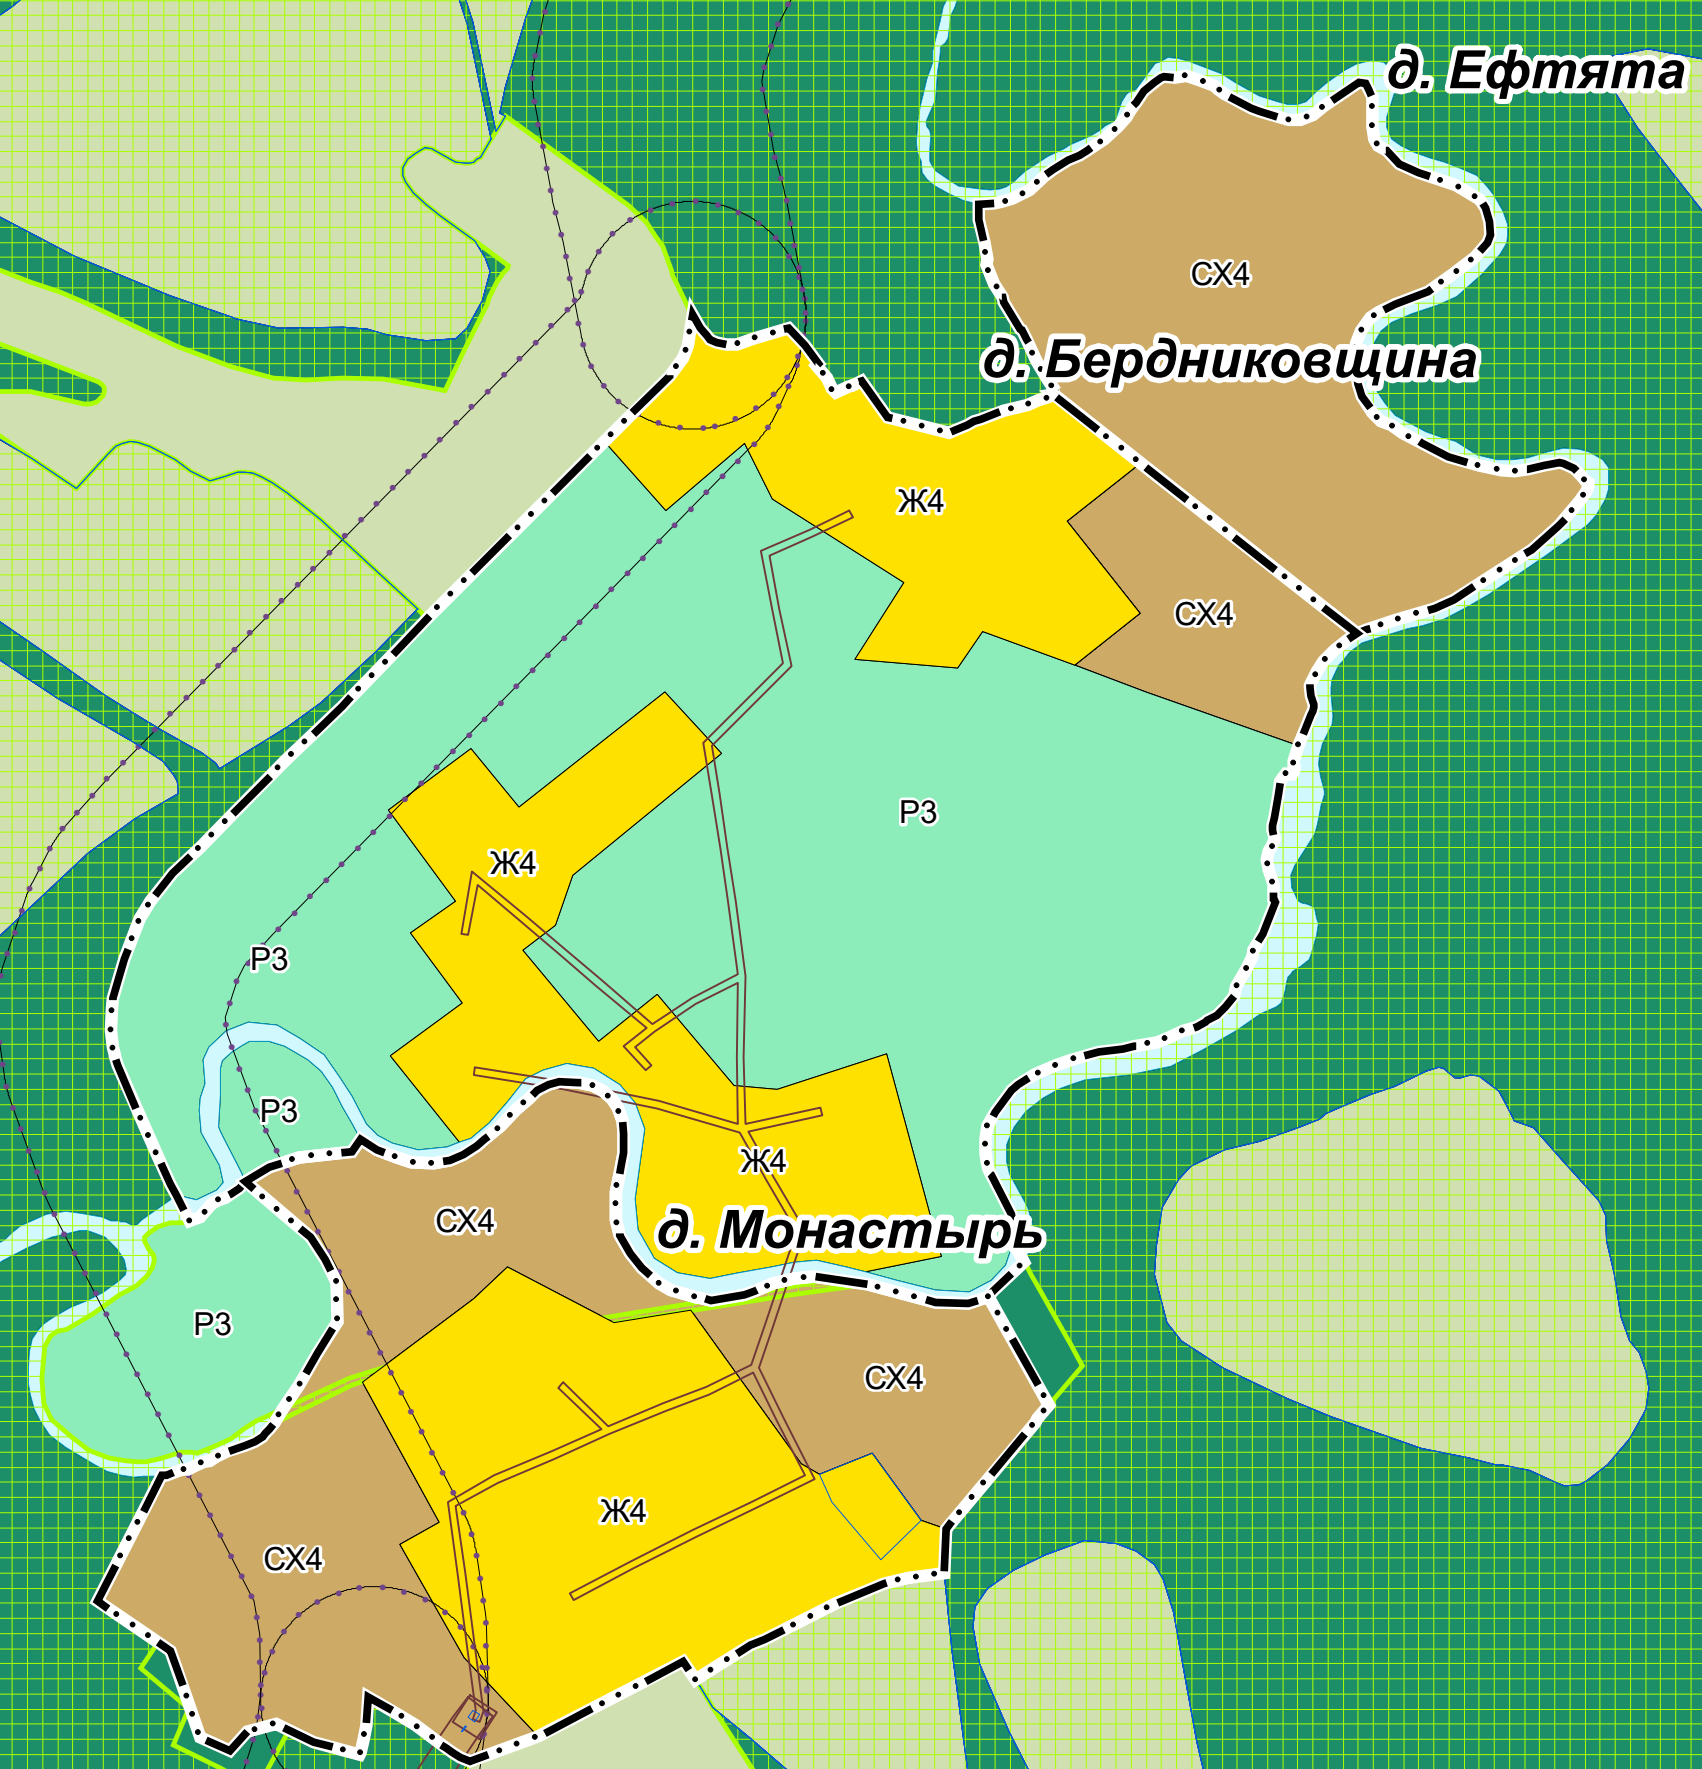 д. Ефтята
СХ4
д. Бердниковщина
Ж4
СХ4
Р3
Ж4
Р3
Р3
Ж4
СХ4
д. Монастырь
Р3
СХ4
Ж4
СХ4